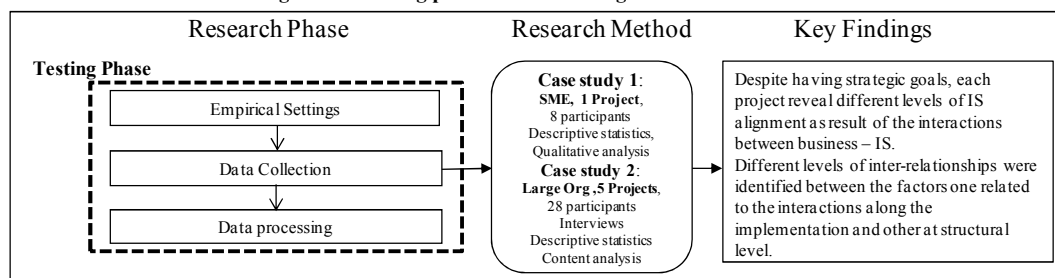 Research Phase
Research Method
Key Findings
Testing Phase
Empirical Settings
Data Collection
Data processing
Case study 1:
SME, 1 Project,
8 participants
Descriptive statistics,
Qualitative analysis
Case study 2:
Large Org ,5 Projects,
28 participants
Interviews
Descriptive statistics
Content analysis
Despite having strategic goals, each
project reveal different levels of IS
alignment as result of the interactions
between business – IS.
Different levels of inter-relationships were
identified between the factors one related
to the interactions along the
implementation and other at structural
level.